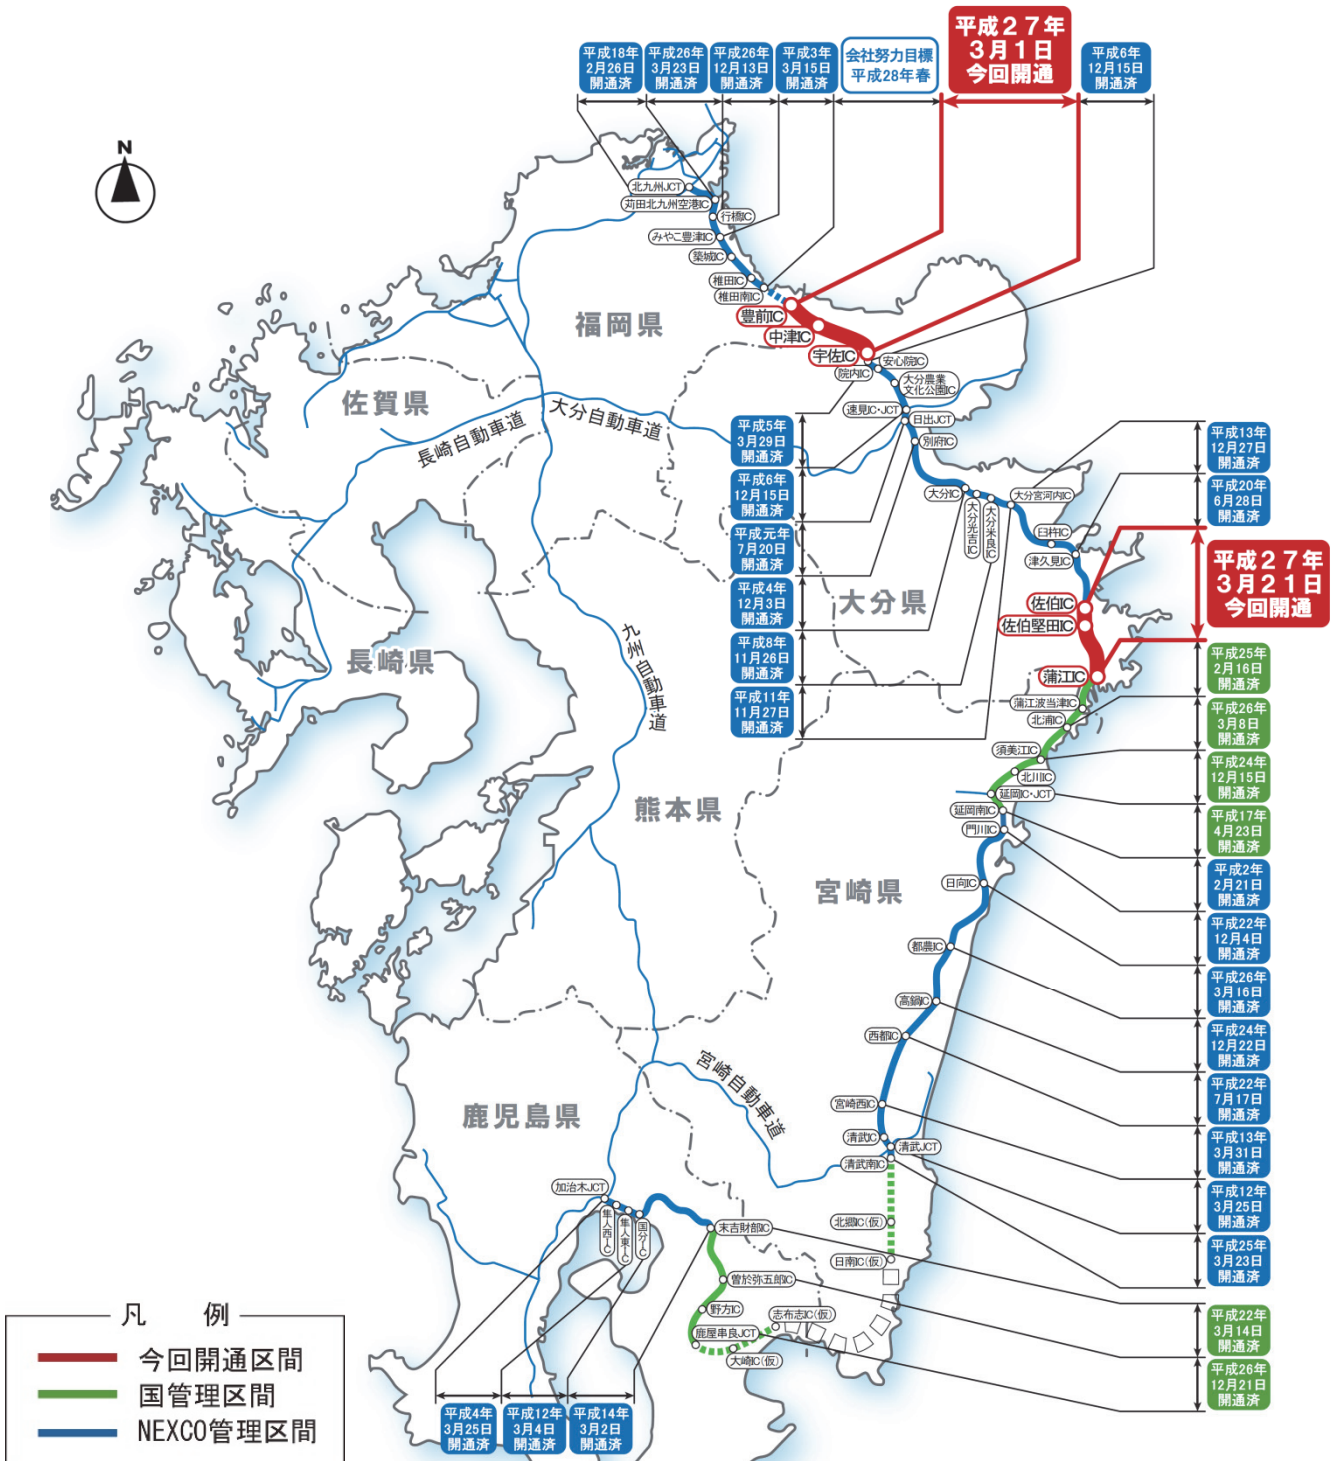 平成18年
2月26日
開通済
平成26年
3月23日
開通済
平成26年
12月13日
開通済
平成3年
3月15日
開通済
会社努力目標
平成28年春
平成27年
3月1日
今回開通
平成6年
12月15日
開通済
N
北九州JCT
苅田北九州空港IC
行橋IC
みやこ豊津IC
築城IC
椎田IC
椎田南IC
豊前IC
中津IC
宇佐IC
院内IC
安心院IC
大分農業
文化公園IC
速見IC・JCT
日出JCT
別府IC
大分IC
大分光吉IC
大分米良IC
大分宮河内IC
臼杵IC
津久見IC
佐伯IC
佐伯堅田IC
蒲江IC
蒲江波当津IC
北浦IC
須美江IC
北川IC
延岡IC・JCT
延岡南IC
門川IC
日向IC
都農IC
高鍋IC
西都IC
宮崎西IC
清武IC
清武JCT
清武南IC
北郷IC(仮)
日南IC(仮)
志布志IC(仮)
大崎IC(仮)
鹿屋串良JCT
野方IC
曽於弥五郎IC
末吉財部IC
国分IC
隼人東IC
隼人西IC
加治木JCT
福岡県
佐賀県
長崎県
大分県
熊本県
宮崎県
鹿児島県
長崎自動車道
大分自動車道
九州自動車道
宮崎自動車道
平成5年
3月29日
開通済
平成6年
12月15日
開通済
平成元年
7月20日
開通済
平成4年
12月3日
開通済
平成8年
11月26日
開通済
平成11年
11月27日
開通済
平成13年
12月27日
開通済
平成20年
6月28日
開通済
平成27年
3月21日
今回開通
平成25年
2月16日
開通済
平成26年
3月8日
開通済
平成24年
12月15日
開通済
平成17年
4月23日
開通済
平成2年
2月21日
開通済
平成22年
12月4日
開通済
平成26年
3月16日
開通済
平成24年
12月22日
開通済
平成22年
7月17日
開通済
平成13年
3月31日
開通済
平成12年
3月25日
開通済
平成25年
3月23日
開通済
平成22年
3月14日
開通済
平成26年
12月21日
開通済
平成4年
3月25日
開通済
平成12年
3月4日
開通済
平成14年
3月2日
開通済
凡 例
今回開通区間
国管理区間
NEXCO管理区間